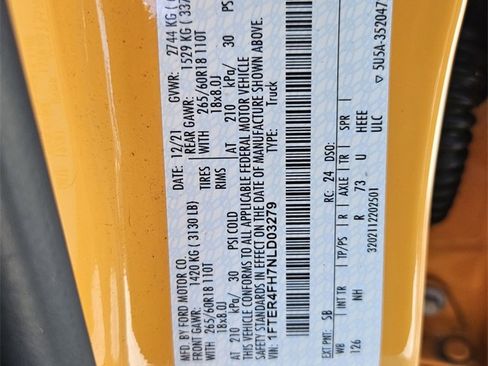 MFD. BY FORD MOTOR CO.
DATE: 12/21 GVWR: 2744 KG (
FRONT GAWR: 1420 KG ( 3130 LB) REAR GAWR: 1529 KG ( 337
WITH WITH
265/60R18 110T TIRES 265/60R18 110T
18x8.0J RIMS 18x8.0J
AT 210 kPa/ 30 PSI COLD AT 210 kPa/ 30 PS
THIS VEHICLE CONFORMS TO ALL APPLICABLE FEDERAL MOTOR VEHICLE
SAFETY STANDARDS IN EFFECT ON THE DATE OF MANUFACTURE SHOWN ABOVE.
VIN: 1FTER4FH7NLD03279 TYPE: Truck
EXT PNT: SB RC: 24 DSO:
WB INT TR TP/PS R AXLE TR SPR
126 R 73 U HEEE
3202112202501 ULC
5U5A-352047